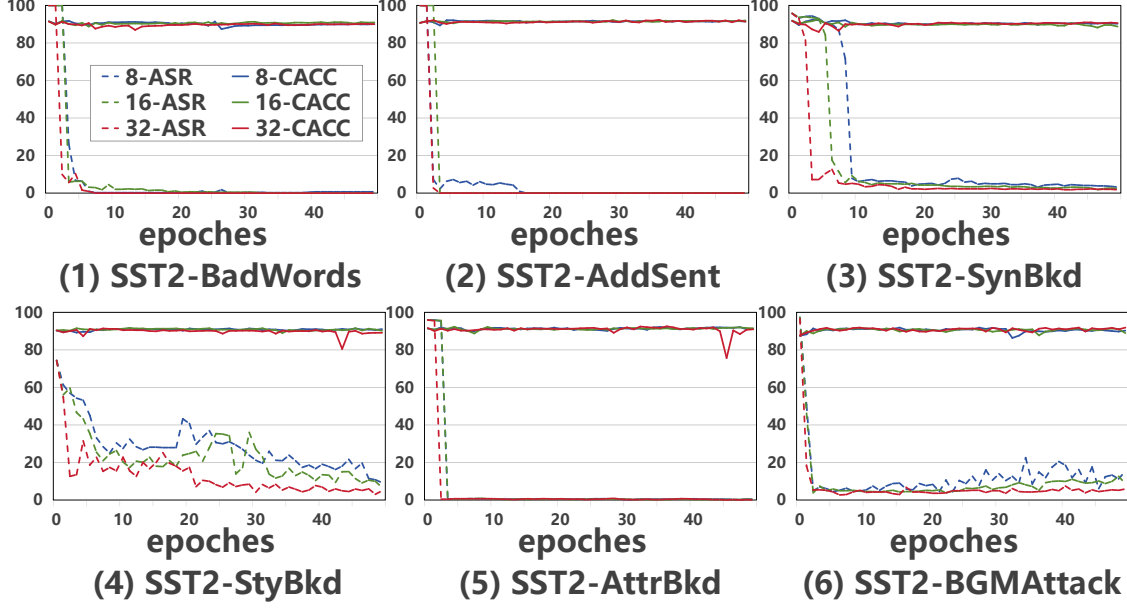 100 100 100
80 80 80
60 60 60
40 40 40
20 20 20
0 0 0
8-ASR 8-CACC
16-ASR 16-CACC
32-ASR 32-CACC
0 10 20 30 40 0 10 20 30 40 0 10 20 30 40
epoches epoches epoches
(1) SST2-BadWords (2) SST2-AddSent (3) SST2-SynBkd
100 100 100
80 80 80
60 60 60
40 40 40
20 20 20
0 0 0
0 10 20 30 40 0 10 20 30 40 0 10 20 30 40
epoches epoches epoches
(4) SST2-StyBkd (5) SST2-AttrBkd (6) SST2-BGMAttack